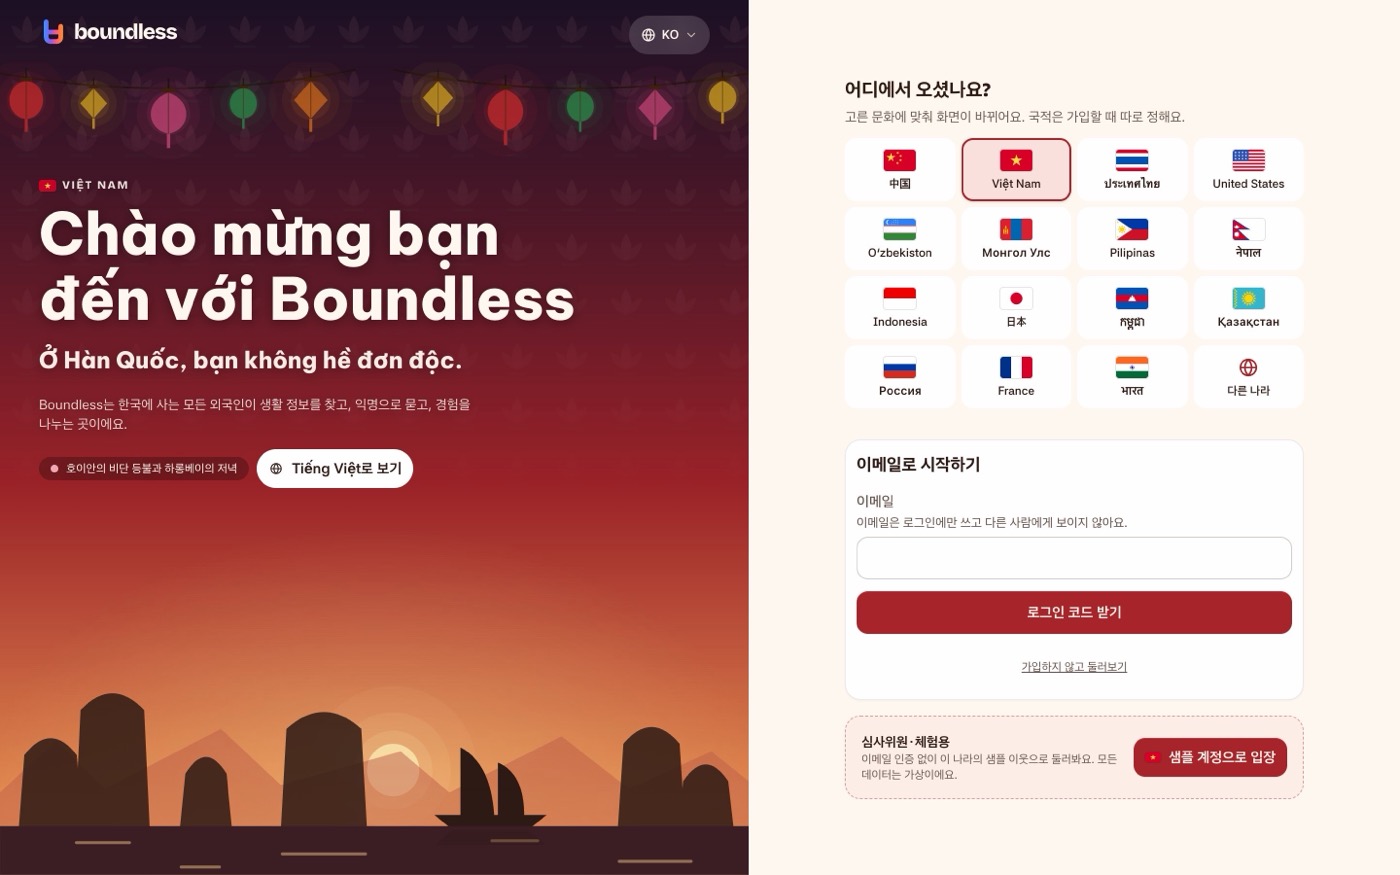 boundless
KO
VIỆT NAM
Chào mừng bạn
đến với Boundless
Ở Hàn Quốc, bạn không hề đơn độc.
Boundless는 한국에 사는 모든 외국인이 생활 정보를 찾고, 익명으로 묻고, 경험을
나누는 곳이에요.
호이안의 비단 등불과 하롱베이의 저녁
Tiếng Việt로 보기
어디에서 오셨나요?
고른 문화에 맞춰 화면이 바뀌어요. 국적은 가입할 때 따로 정해요.
中国
Việt Nam
ประเทศไทย
United States
Oʻzbekiston
Монгол Улс
Pilipinas
नेपाल
Indonesia
日本
កម្ពុជា
Қазақстан
Россия
France
भारत
다른 나라
이메일로 시작하기
이메일
이메일은 로그인에만 쓰고 다른 사람에게 보이지 않아요.
로그인 코드 받기
가입하지 않고 둘러보기
심사위원·체험용
이메일 인증 없이 이 나라의 샘플 이웃으로 둘러봐요. 모든
데이터는 가상이에요.
샘플 계정으로 입장